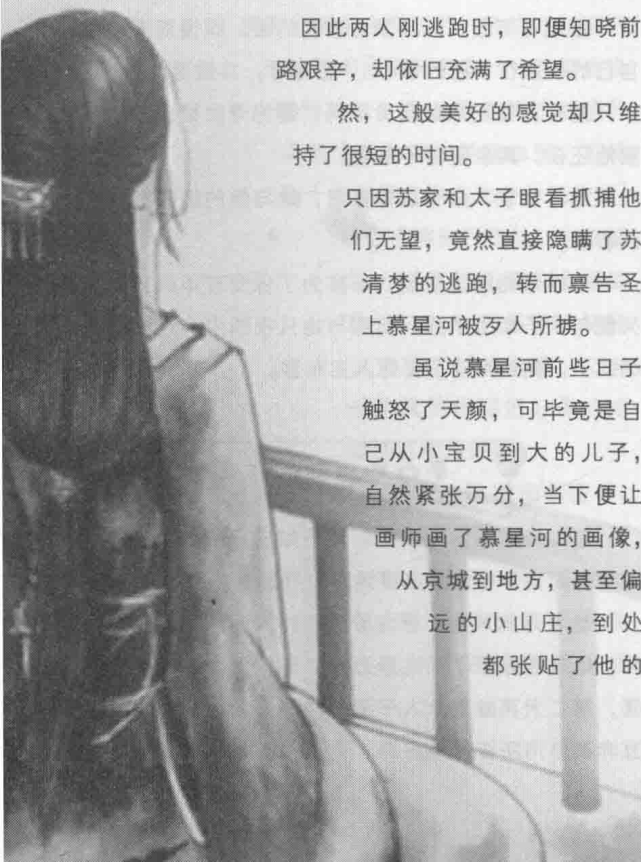 因此两人刚逃跑时，即便知晓前
路艰辛，却依旧充满了希望。
然，这般美好的感觉却只维
持了很短的时间。
只因苏家和太子眼看抓捕他
们无望，竟然直接隐瞒了苏
清梦的逃跑，转而禀告圣
上慕星河被歹人所掳。
虽说慕星河前些日子
触怒了天颜，可毕竟是自
己从小宝贝到大的儿子，
自然紧张万分，当下便让
画师画了慕星河的画像，
从京城到地方，甚至偏
远的小山庄，到处
都张贴了他的